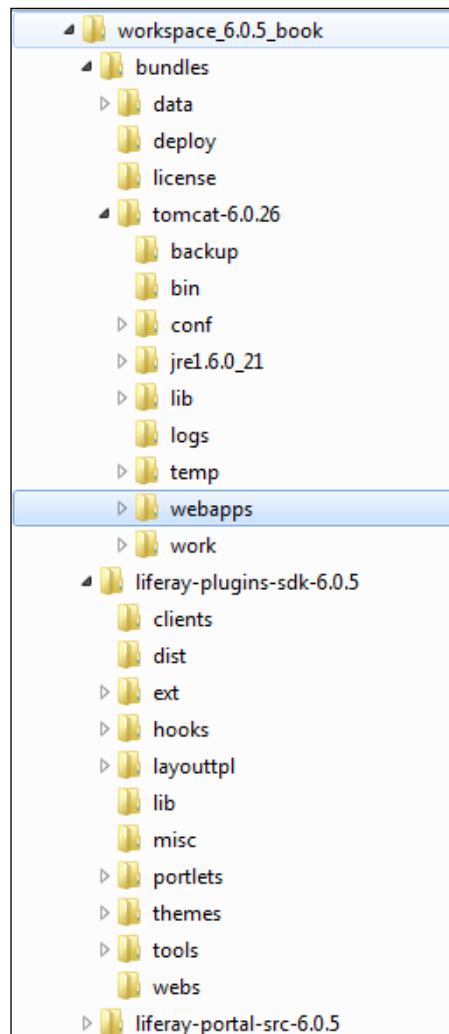 workspace_6.0.5_book
bundles
data
deploy
license
tomcat-6.0.26
backup
bin
conf
jre1.6.0_21
lib
logs
temp
webapps
work
liferay-plugins-sdk-6.0.5
clients
dist
ext
hooks
layouttpl
lib
misc
portlets
themes
tools
webs
liferay-portal-src-6.0.5